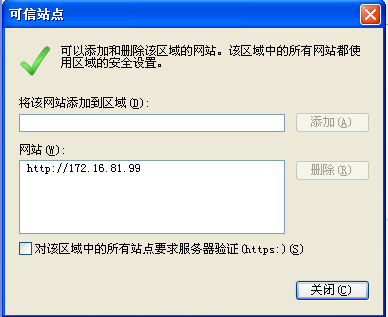 可信站点
可以添加和删除该区域的网站。该区域中的所有网站都使
用区域的安全设置。
将该网站添加到区域(D):
添加(A)
网站(W):
http://172.16.81.99
删除(R)
对该区域中的所有站点要求服务器验证(https:)(S)
关闭(C)